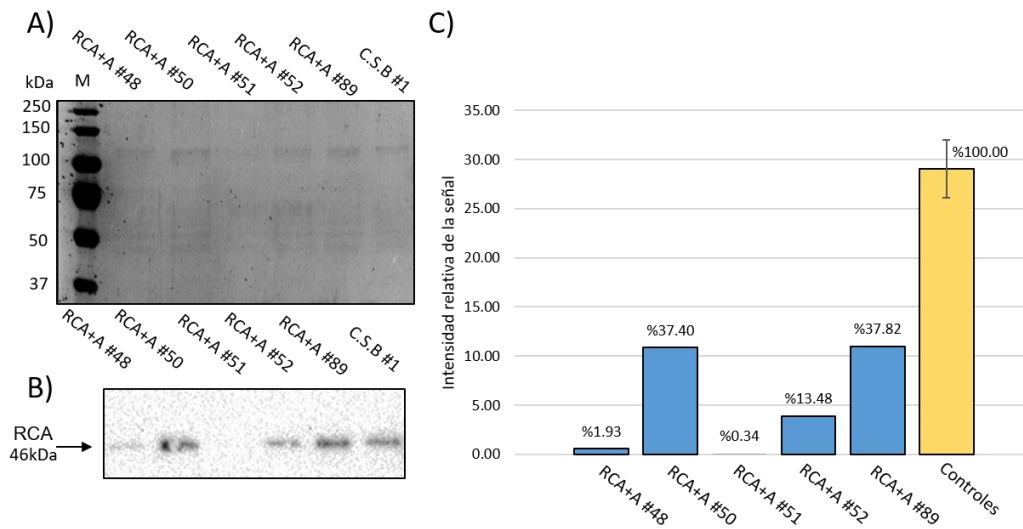 A)
RCA+A #48
RCA+A #50
RCA+A #51
RCA+A #52
RCA+A #89
C.S.B #1
kDa
M
250
150
100
75
50
37
RCA+A #48
RCA+A #50
RCA+A #51
RCA+A #52
RCA+A #89
C.S.B #1
B)
RCA
46kDa
C)
Intensidad relativa de la señal
35.00
30.00
25.00
20.00
15.00
10.00
5.00
0.00
%1.93
%37.40
%0.34
%13.48
%37.82
%100.00
RCA+A #48
RCA+A #50
RCA+A #51
RCA+A #52
RCA+A #89
Controles